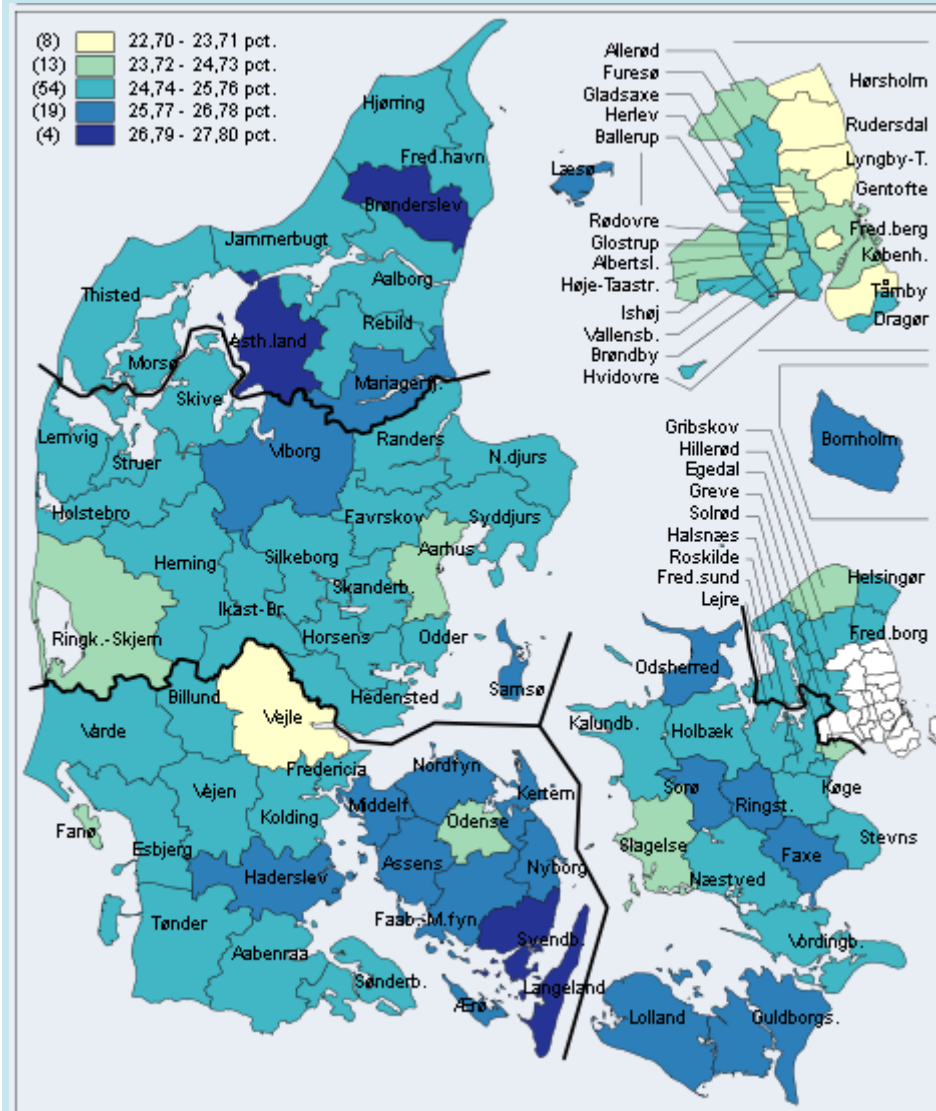 (8) 22,70 - 23,71 pct.
(13) 23,72 - 24,73 pct.
(54) 24,74 - 25,76 pct.
(19) 25,77 - 26,78 pct.
(4) 26,79 - 27,80 pct.
Hjørring
Fred.havn
Læsø
Brønderslev
Jammerbugt
Aalborg
Thisted
Rebild
Vesth.land
Morsø
Mariagerfj.
Skive
Lemvig
Viborg
Randers
Struer
N.djurs
Holstebro
Favrskov
Syddjurs
Herning
Silkeborg
Aarhus
Skanderb.
Ikast-Br.
Ringk.-Skjern
Horsens
Odder
Samsø
Hedensted
Billund
Vejle
Varde
Fredericia
Nordfyn
Vejen
Middelf.
Kertem.
Kolding
Odense
Fanø
Esbjerg
Assens
Nyborg
Haderslev
Faab.-M.fyn
Tønder
Svendb.
Aabenraa
Sønderb.
Langeland
Ærø
Allerød
Furesø
Gladsaxe
Herlev
Ballerup
Rødovre
Glostrup
Albertsl.
Høje-Taastr.
Ishøj
Vallensb.
Brøndby
Hvidovre
Hørsholm
Rudersdal
Lyngby-T.
Gentofte
Fred.berg
Københ.
Tårnby
Dragør
Bornholm
Gribskov
Hillerød
Egedal
Greve
Solrød
Halsnæs
Roskilde
Fred.sund
Lejre
Helsingør
Fred.borg
Odsherred
Kalundb.
Holbæk
Sorø
Ringst.
Køge
Slagelse
Faxe
Stevns
Næstved
Vordingb.
Lolland
Guldborgs.